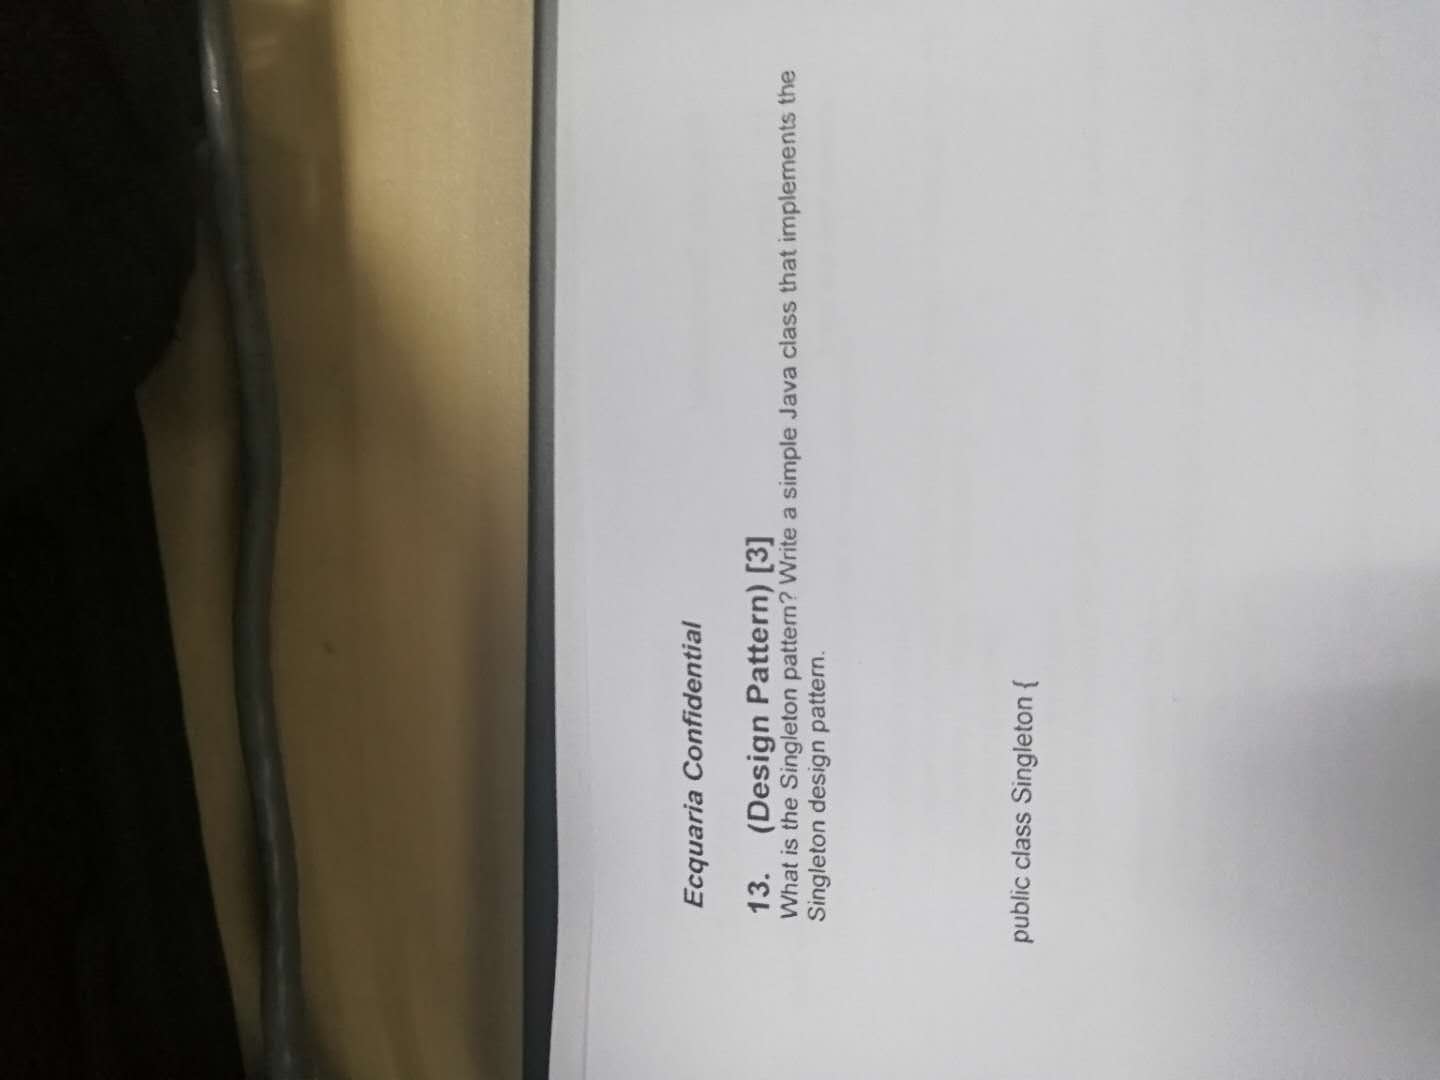 Ecquaria Confidential
13. (Design Pattern) [3]
What is the Singleton pattern? Write a simple Java class that implements the
Singleton design pattern.
public class Singleton {